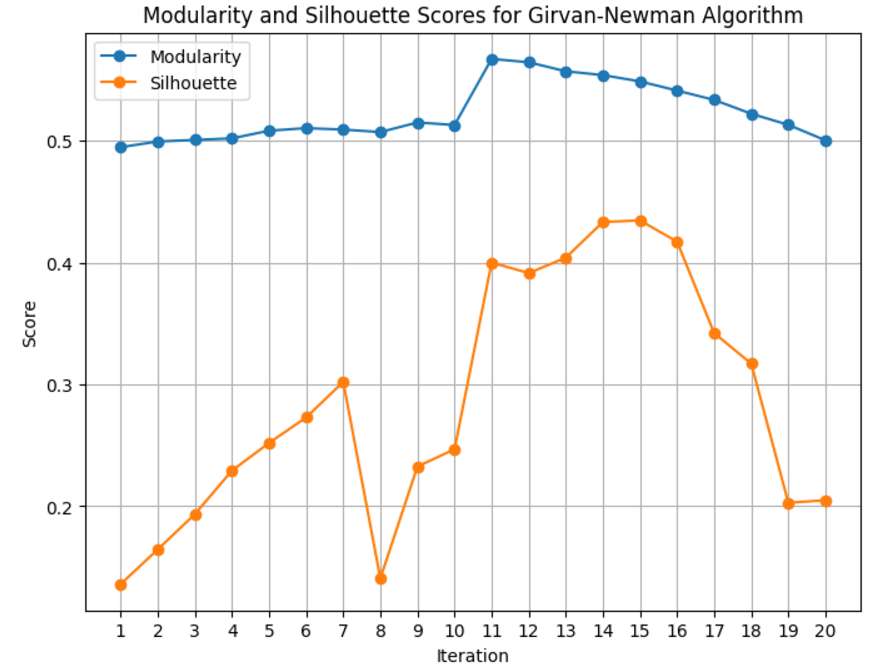 Modularity and Silhouette Scores for Girvan-Newman Algorithm
Modularity
Silhouette
Score
0.5
0.4
0.3
0.2
1 2 3 4 5 6 7 8 9 10 11 12 13 14 15 16 17 18 19 20
Iteration